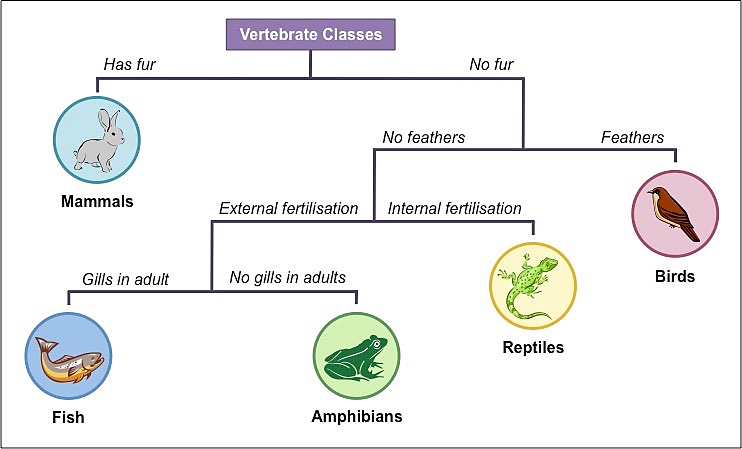 Vertebrate Classes
Has fur
No fur
Mammals
No feathers
Feathers
Birds
External fertilisation
Internal fertilisation
Reptiles
Gills in adult
No gills in adults
Fish
Amphibians